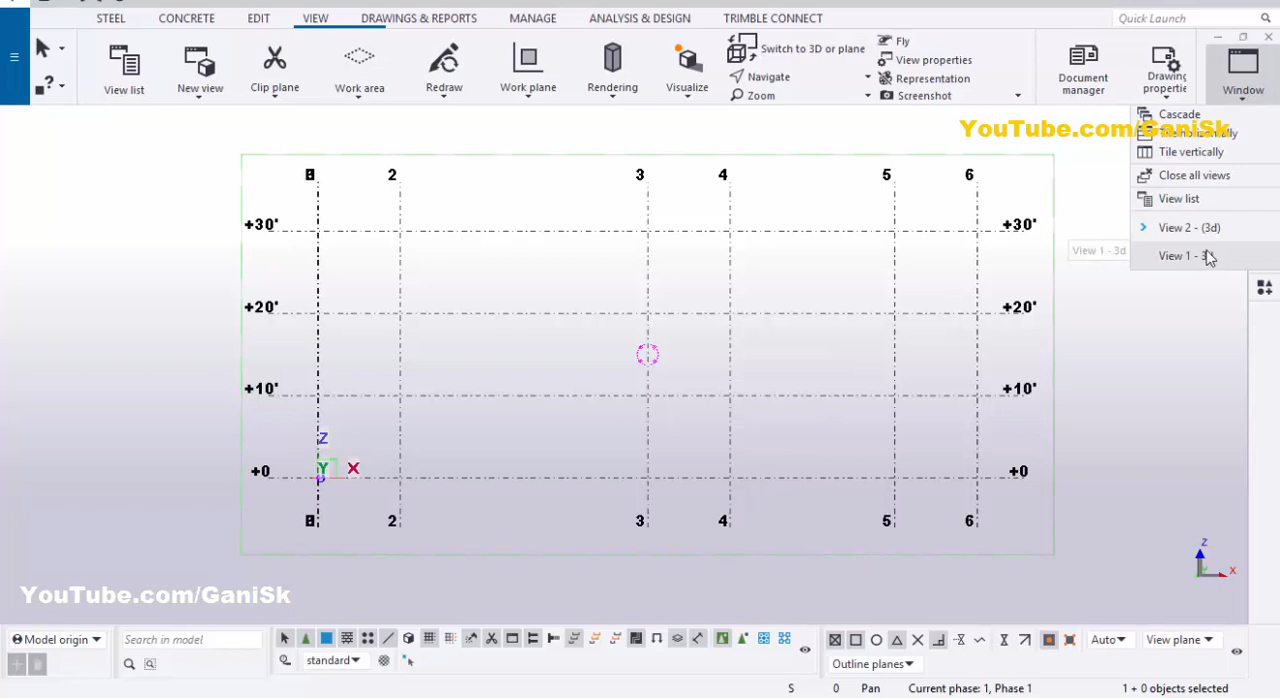 STEEL CONCRETE EDIT VIEW DRAWINGS & REPORTS MANAGE ANALYSIS & DESIGN TRIMBLE CONNECT Quick Launch
View list New view Clip plane Work area Redraw Work plane Rendering Visualize
Switch to 3D or plane
Navigate
Zoom
Fly
View properties
Representation
Screenshot
Document manager
Window
Cascade
YouTube.com/GaniSk
Tile vertically
Close all views
View list
View 2 - (3d)
View 1 - 3d
2 3 4 5 6
+30' +30'
+20' +20'
+10' +10'
Z
+0 Y X +0
2 3 4 5 6
Z
X
YouTube.com/GaniSk
Model origin Search in model Auto View plane
standard Outline planes
S 0 Pan Current phase: 1, Phase 1 1 + 0 objects selected